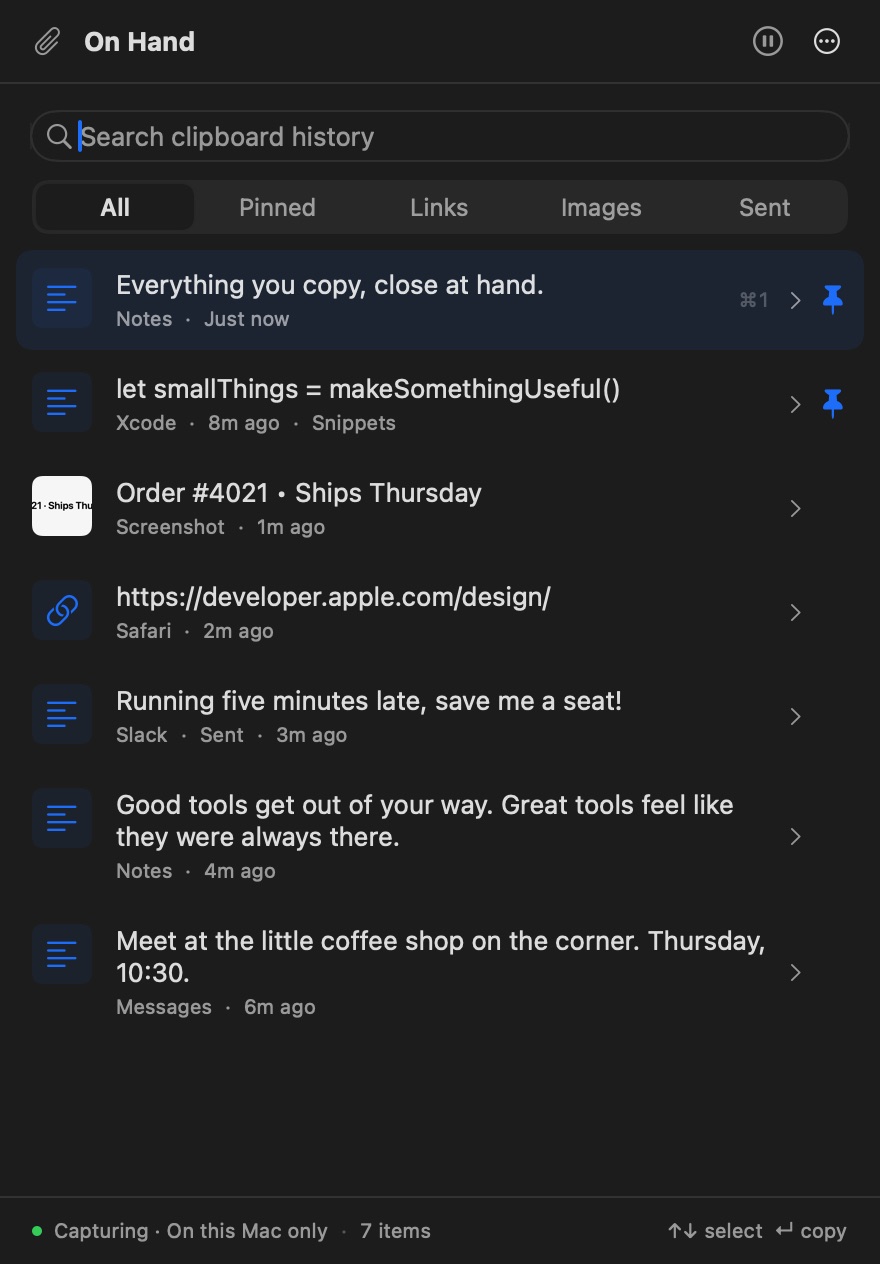 On Hand
Search clipboard history
All Pinned Links Images Sent
Everything you copy, close at hand.
⌘1
Notes · Just now
let smallThings = makeSomethingUseful()
Xcode · 8m ago · Snippets
21 · Ships Thu
Order #4021 • Ships Thursday
Screenshot · 1m ago
https://developer.apple.com/design/
Safari · 2m ago
Running five minutes late, save me a seat!
Slack · Sent · 3m ago
Good tools get out of your way. Great tools feel like
they were always there.
Notes · 4m ago
Meet at the little coffee shop on the corner. Thursday,
10:30.
Messages · 6m ago
Capturing · On this Mac only · 7 items ↑↓ select ↵ copy